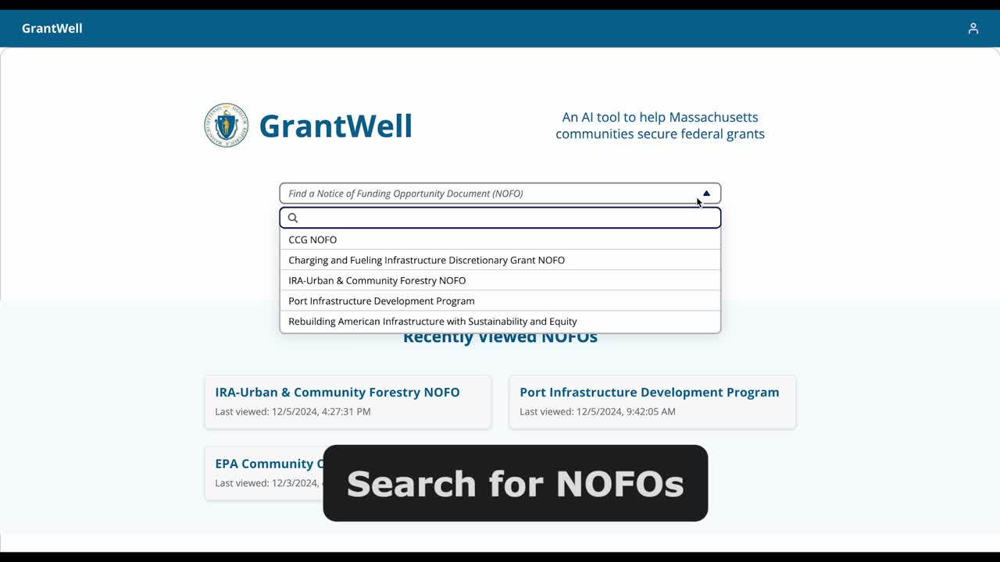 GrantWell
GrantWell
An AI tool to help Massachusetts
communities secure federal grants
Find a Notice of Funding Opportunity Document (NOFO)
CCG NOFO
Charging and Fueling Infrastructure Discretionary Grant NOFO
IRA-Urban & Community Forestry NOFO
Port Infrastructure Development Program
Rebuilding American Infrastructure with Sustainability and Equity
Recently Viewed NOFOs
IRA-Urban & Community Forestry NOFO
Last viewed: 12/5/2024, 4:27:31 PM
Port Infrastructure Development Program
Last viewed: 12/5/2024, 9:42:05 AM
EPA Community
Last viewed: 12/3/2024,
Search for NOFOs